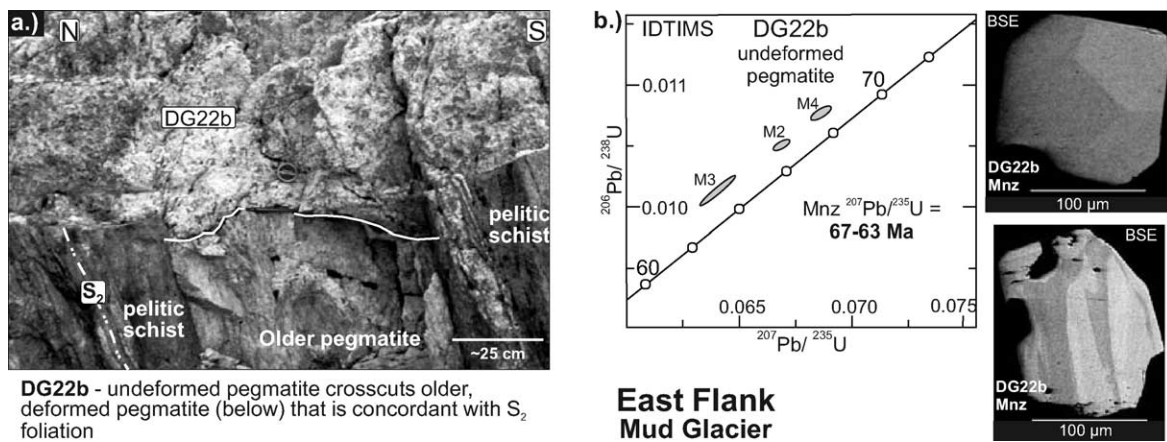 a.)
N
S
DG22b
pelitic
schist
S₂
pelitic
schist
Older pegmatite
~25 cm
DG22b - undeformed pegmatite crosscuts older,
deformed pegmatite (below) that is concordant with S₂
foliation
b.)
IDTIMS
DG22b
undeformed
pegmatite
0.011
0.010
70
60
M4
M2
M3
²⁰⁶Pb/ ²³⁸U
Mnz ²⁰⁷Pb/²³⁵U =
67-63 Ma
0.065
0.070
0.075
²⁰⁷Pb/ ²³⁵U
East Flank
Mud Glacier
BSE
DG22b
Mnz
100 µm
BSE
DG22b
Mnz
100 µm